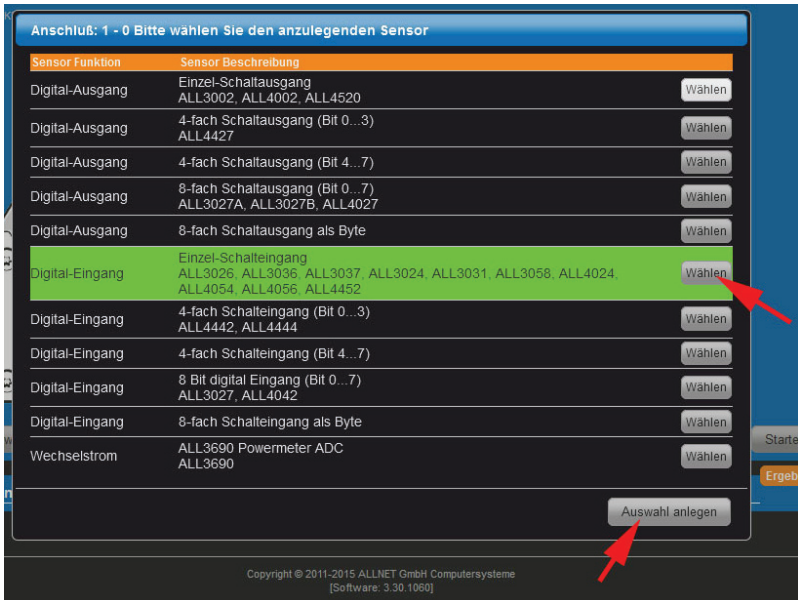 Anschluß: 1 - 0 Bitte wählen Sie den anzulegenden Sensor
Sensor Funktion Sensor Beschreibung
Digital-Ausgang Einzel-Schaltausgang Wählen
ALL3002, ALL4002, ALL4520
Digital-Ausgang 4-fach Schaltausgang (Bit 0...3) Wählen
ALL4427
Digital-Ausgang 4-fach Schaltausgang (Bit 4...7) Wählen
Digital-Ausgang 8-fach Schaltausgang (Bit 0...7) Wählen
ALL3027A, ALL3027B, ALL4027
Digital-Ausgang 8-fach Schaltausgang als Byte Wählen
Digital-Eingang Einzel-Schalteingang Wählen
ALL3026, ALL3036, ALL3037, ALL3024, ALL3031, ALL3058, ALL4024,
ALL4054, ALL4056, ALL4452
Digital-Eingang 4-fach Schalteingang (Bit 0...3) Wählen
ALL4442, ALL4444
Digital-Eingang 4-fach Schalteingang (Bit 4...7) Wählen
Digital-Eingang 8 Bit digital Eingang (Bit 0...7) Wählen
ALL3027, ALL4042
Digital-Eingang 8-fach Schalteingang als Byte Wählen
Wechselstrom ALL3690 Powermeter ADC Wählen
ALL3690
Starte
Ergeb
Auswahl anlegen
Copyright © 2011-2015 ALLNET GmbH Computersysteme
[Software: 3.30.1060]